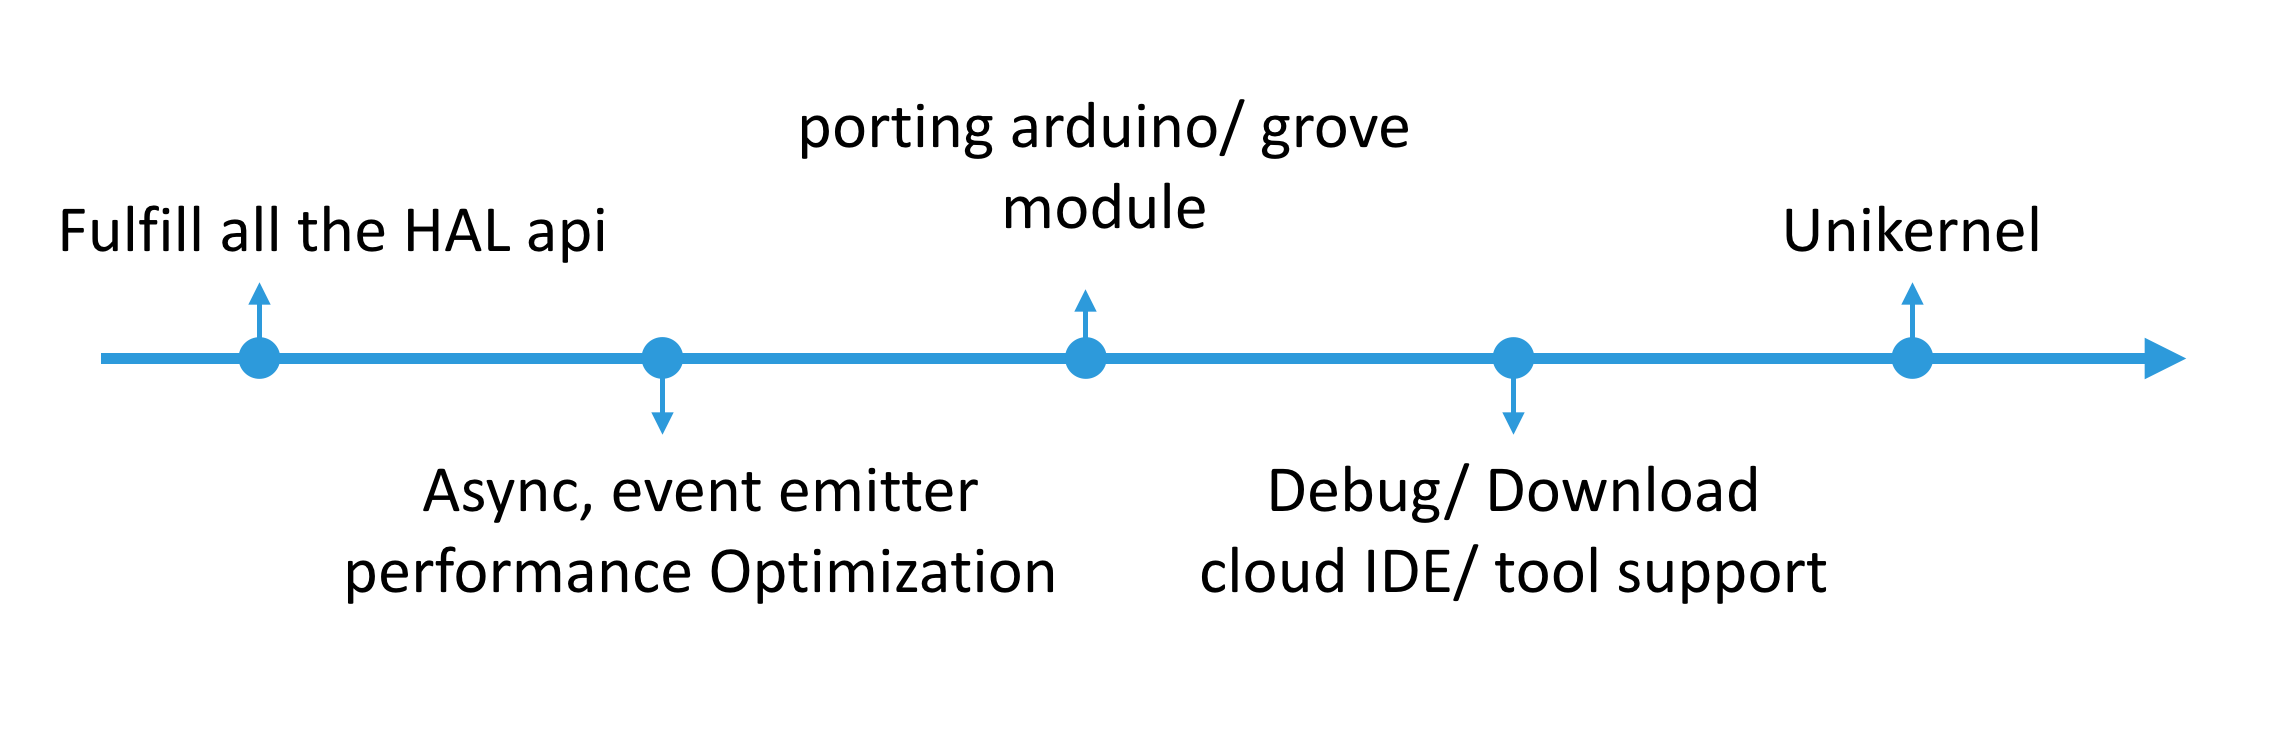 Fulfill all the HAL api
Async, event emitter
performance Optimization
porting arduino/ grove
module
Debug/ Download
cloud IDE/ tool support
Unikernel